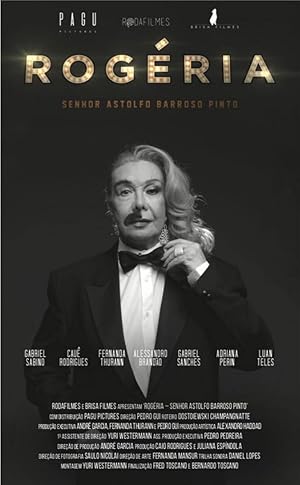 PAGU
PICTURES
RODAFILMES
BRISA FILMES
ROGÉRIA
SENHOR ASTOLFO BARROSO PINTO
GABRIEL SABINO
CAUÊ RODRIGUES
FERNANDA THURANN
ALESSANDRO BRANDÃO
GABRIEL SANCHES
ADRIANA PERIN
LUAN TELES
RODAFILMES E BRISA FILMES APRESENTAM "ROGÉRIA – SENHOR ASTOLFO BARROSO PINTO"
COM DISTRIBUIÇÃO PAGU PICTURES DIREÇÃO PEDRO GUI ROTEIRO DOSTOIEWSKI CHAMPANGNATTE
PRODUÇÃO EXECUTIVA ANDRÉ GARCIA, FERNANDA THURANN E PEDRO GUI PRODUÇÃO ARTÍSTICA ALEXANDRO HADDAD
1º ASSISTENTE DE DIREÇÃO YURI WESTERMANN ASS. PRODUÇÃO EXECUTIVA PEDRO PEDREIRA
DIREÇÃO DE PRODUÇÃO ANDRÉ GARCIA PRODUÇÃO CAIO RODRIGUES E JULIANA ESPÍNDOLA
DIREÇÃO DE FOTOGRAFIA SAULO NICOLAI DIREÇÃO DE ARTE FERNANDA MANSUR TRILHA SONORA DANIEL LOPES
MONTAGEM YURI WESTERMANN FINALIZAÇÃO FRED TOSCANO E BERNARDO TOSCANO